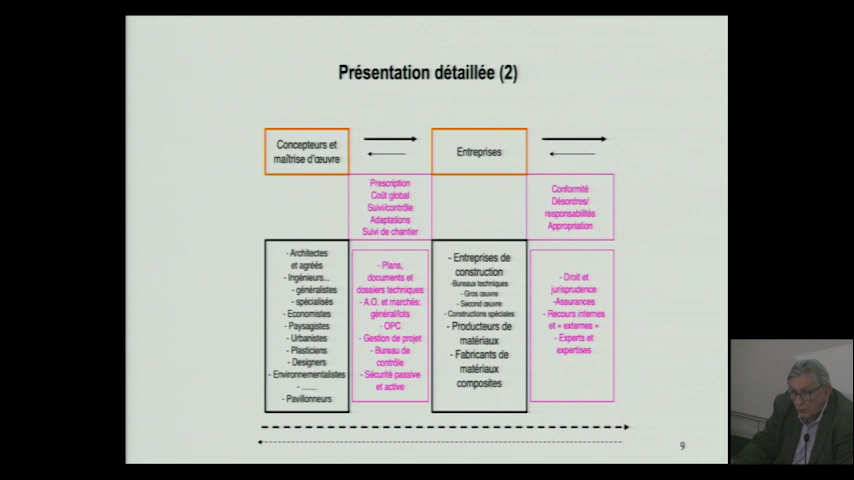 Présentation détaillée (2)
Concepteurs et
maîtrise d'œuvre
Entreprises
Prescription
Coût global
Suivi/contrôle
Adaptations
Suivi de chantier
Conformité
Désordres/
responsabilités
Appropriation
- Architectes
et agréés
- Ingénieurs...
- généralistes
- spécialisés
- Economistes
- Paysagistes
- Urbanistes
- Plasticiens
- Designers
- Environnementalistes
- .......
- Pavillonneurs
- Plans,
documents et
dossiers techniques
- A.O. et marchés:
général/lots
- OPC
- Gestion de projet
- Bureau de
contrôle
- Sécurité passive
et active
- Entreprises de
construction
-Bureaux techniques
- Gros œuvre
- Second œuvre
- Constructions spéciales
- Producteurs de
matériaux
- Fabricants de
matériaux
composites
- Droit et
jurisprudence
- Assurances
- Recours internes
et « externes »
- Experts et
expertises
9